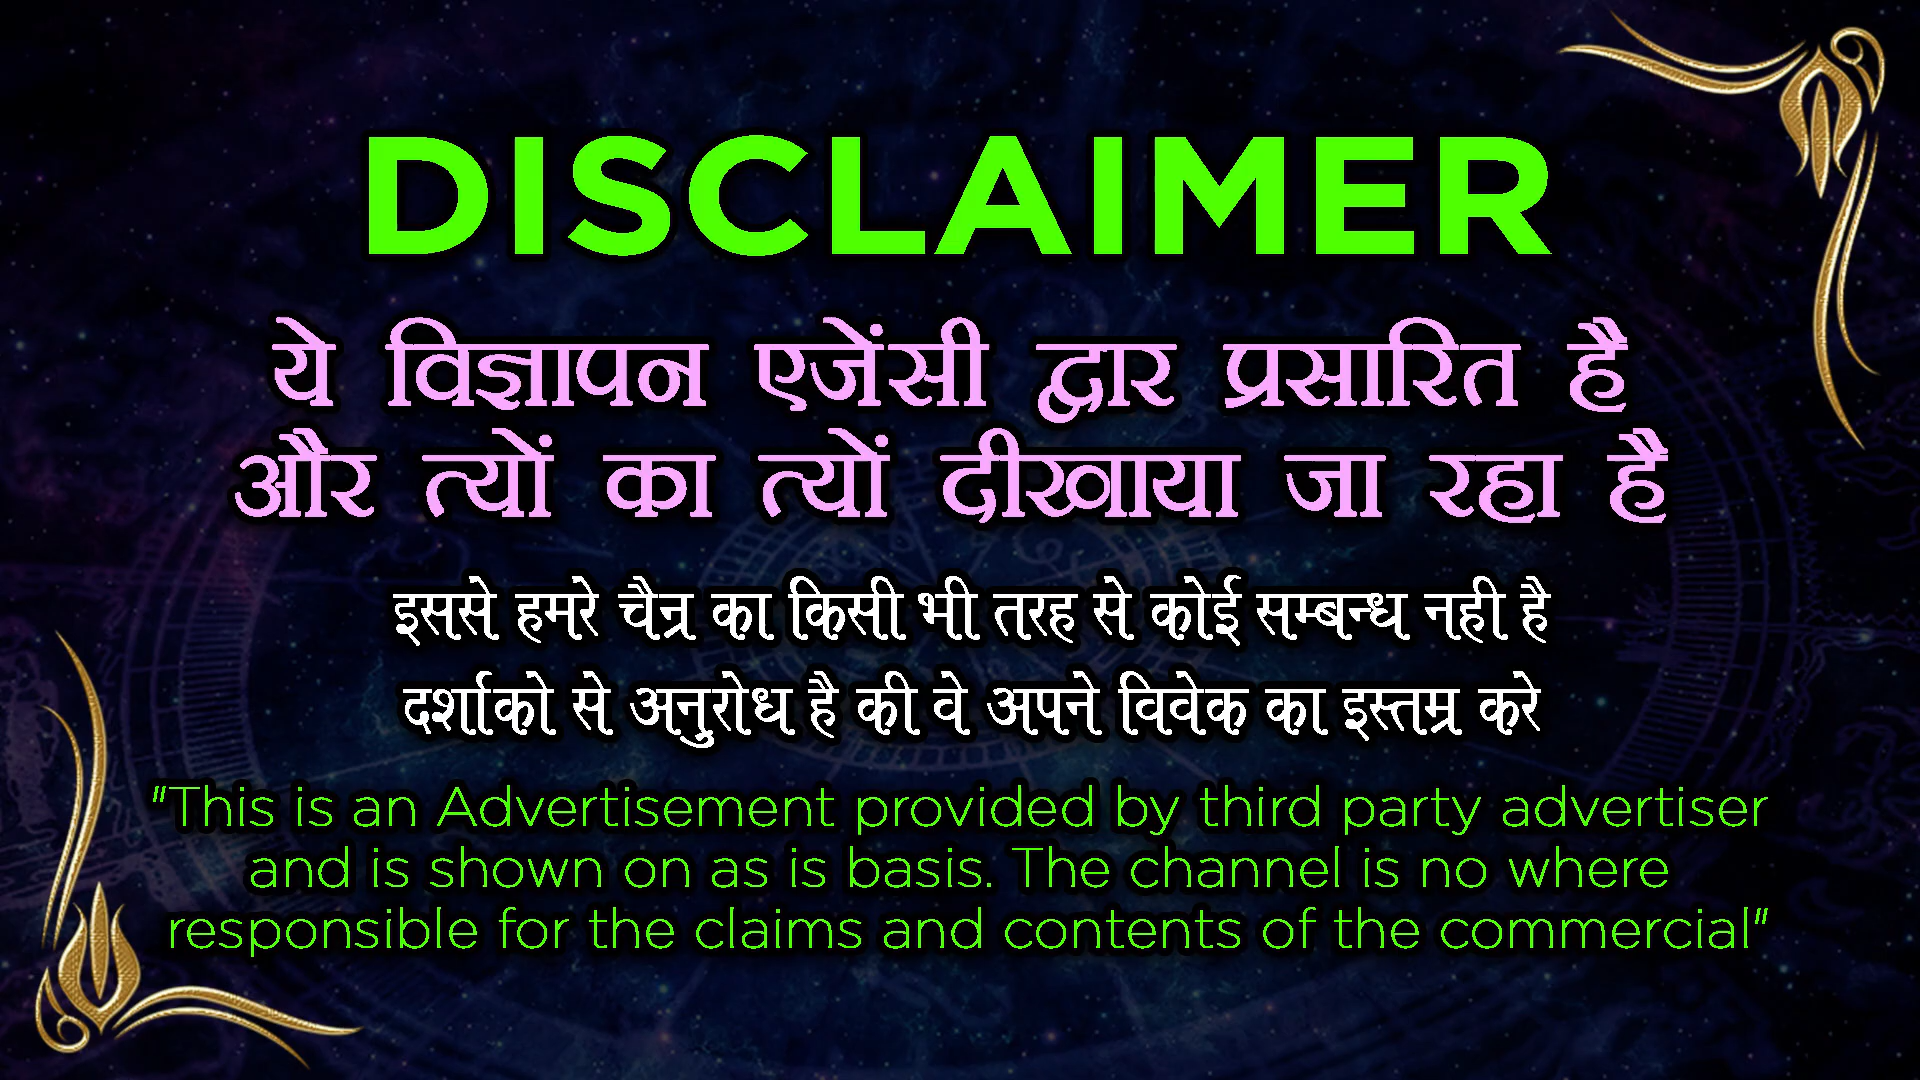 DISCLAIMER
ये विज्ञापन एजेंसी द्वार प्रसारित है
और त्यों का त्यों दीखाया जा रहा है
इससे हमरे चैन्र का किसी भी तरह से कोई सम्बन्ध नही है
दर्शाको से अनुरोध है की वे अपने विवेक का इस्तम्र करे
"This is an Advertisement provided by third party advertiser
and is shown on as is basis. The channel is no where
responsible for the claims and contents of the commercial"